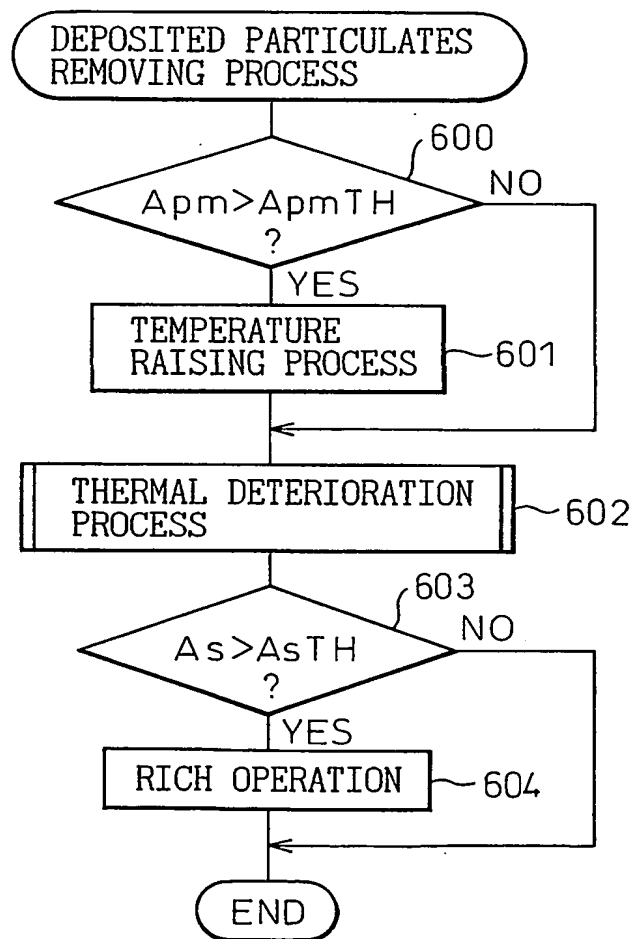 DEPOSITED PARTICULATES
REMOVING PROCESS
600
Apm>ApmTH
?
NO
YES
TEMPERATURE
RAISING PROCESS
601
THERMAL DETERIORATION
PROCESS
602
603
As>AsTH
?
NO
YES
RICH OPERATION
604
END